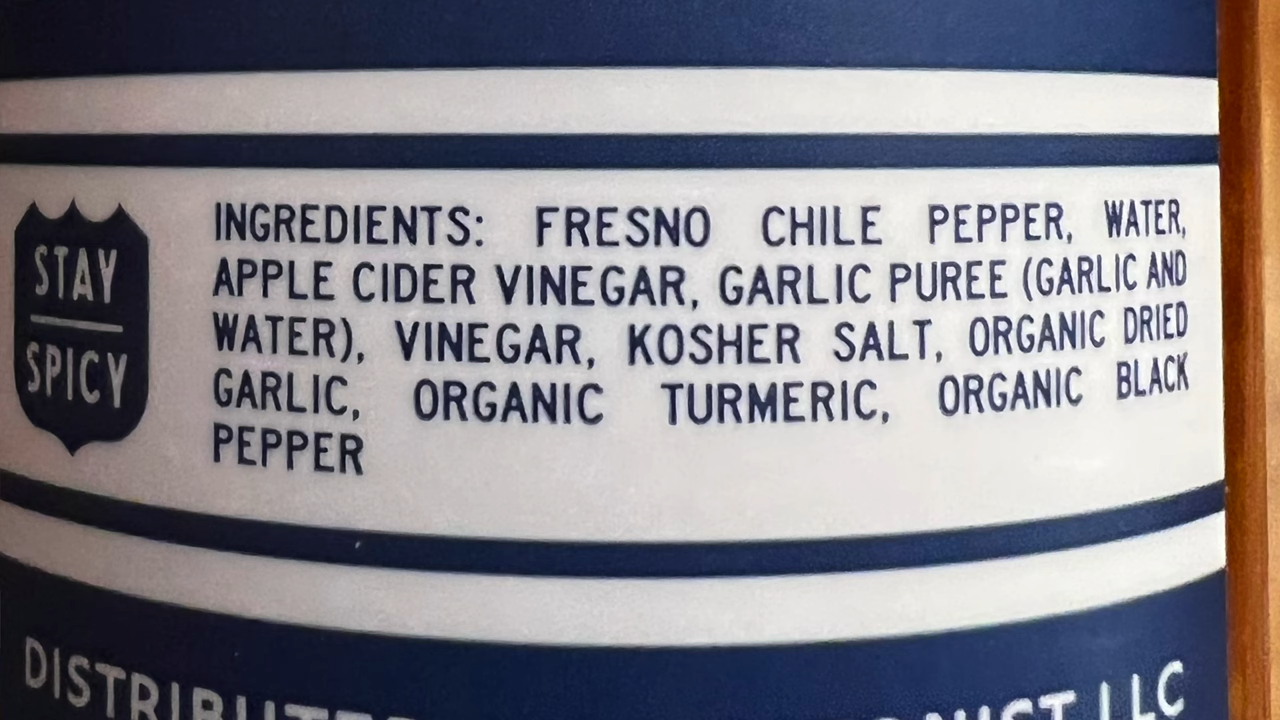 STAY
SPICY
INGREDIENTS: FRESNO CHILE PEPPER, WATER,
APPLE CIDER VINEGAR, GARLIC PUREE (GARLIC AND
WATER), VINEGAR, KOSHER SALT, ORGANIC DRIED
GARLIC, ORGANIC TURMERIC, ORGANIC BLACK
PEPPER
LLC